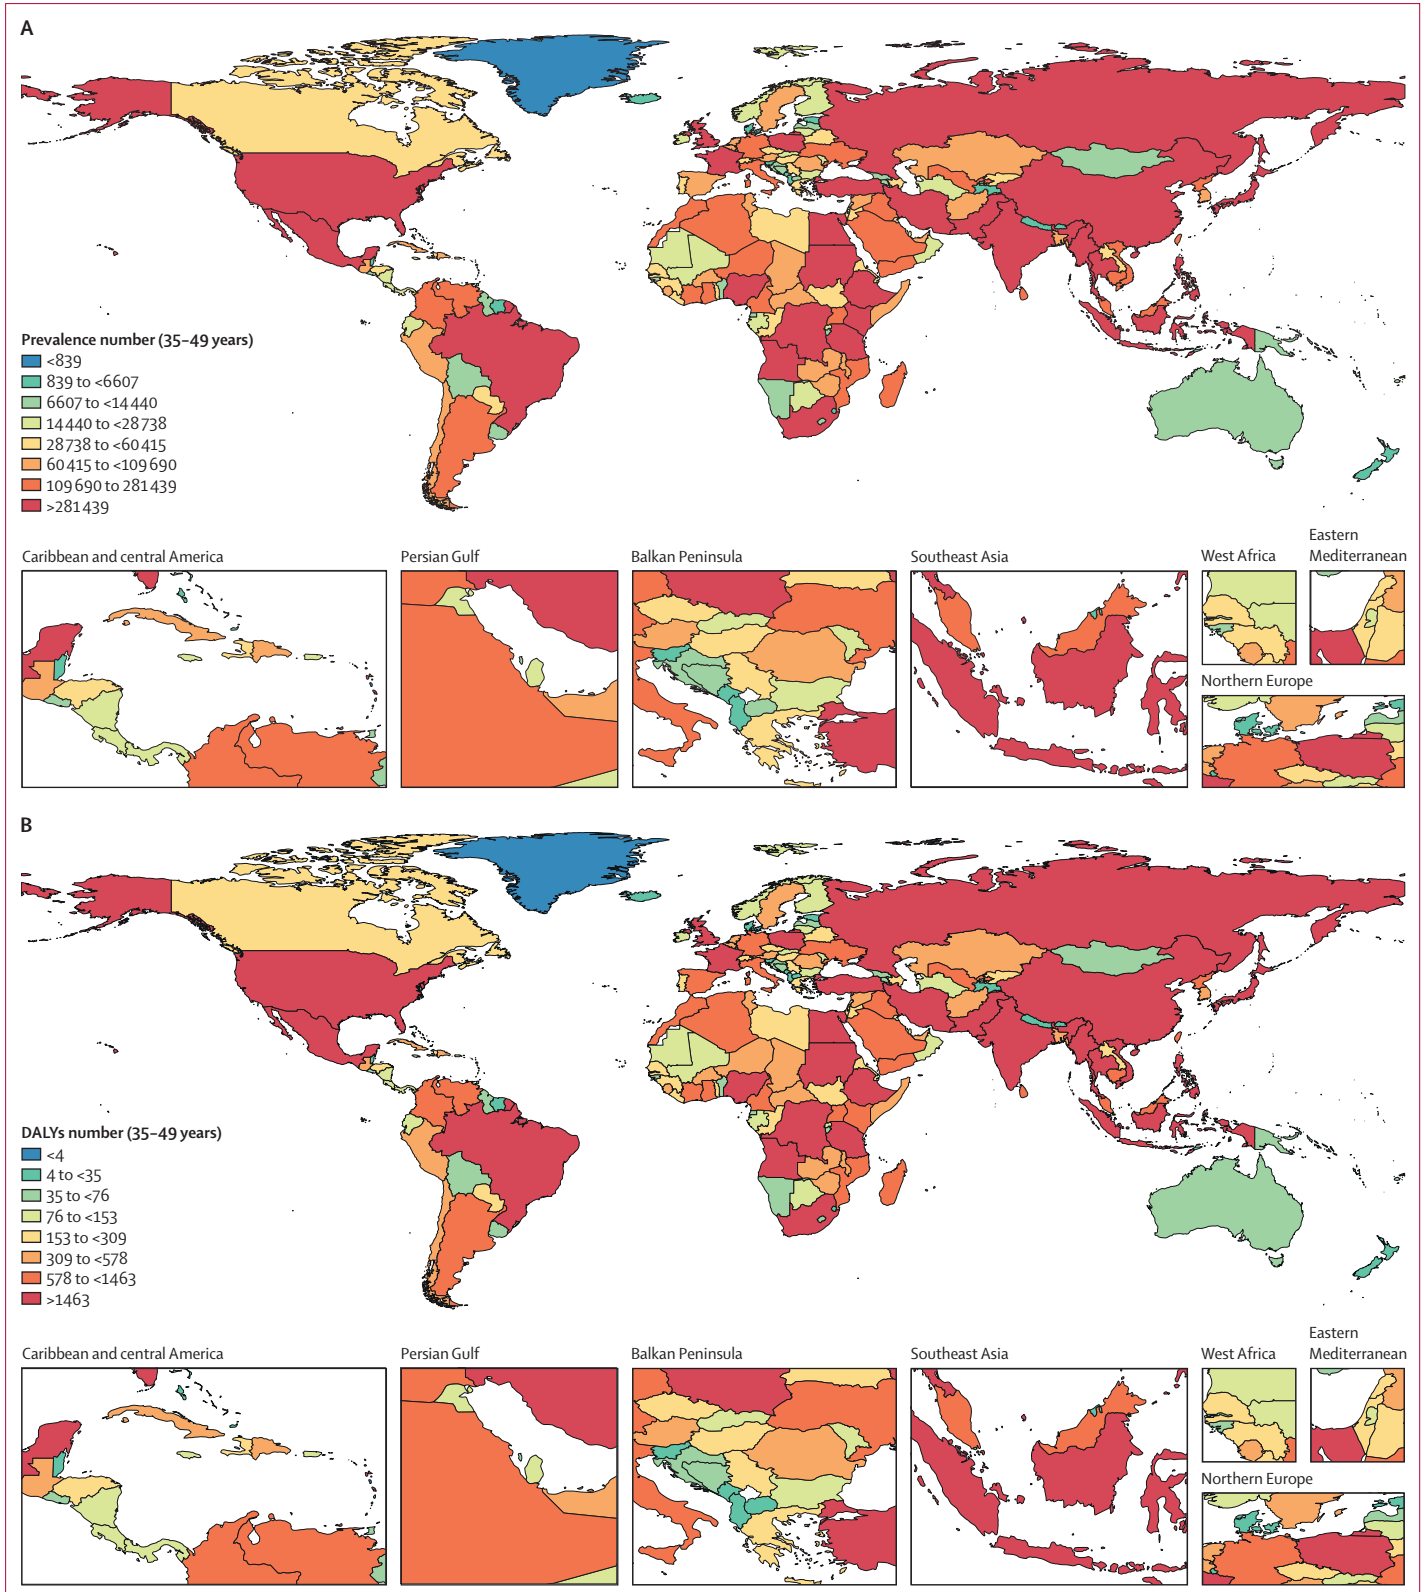 A
Prevalence number (35–49 years)
<839
839 to <6607
6607 to <14 440
14 440 to <28 738
28 738 to <60 415
60 415 to <109 690
109 690 to 281 439
>281 439
Caribbean and central America
Persian Gulf
Balkan Peninsula
Southeast Asia
West Africa
Eastern
Mediterranean
Northern Europe
B
DALYs number (35–49 years)
<4
4 to <35
35 to <76
76 to <153
153 to <309
309 to <578
578 to <1463
>1463
Caribbean and central America
Persian Gulf
Balkan Peninsula
Southeast Asia
West Africa
Eastern
Mediterranean
Northern Europe